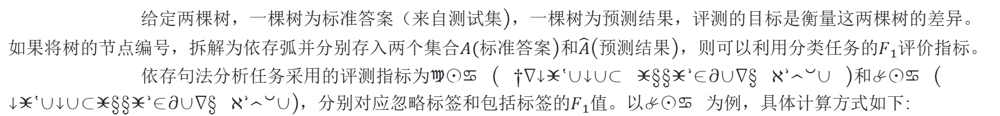 给定两棵树，一棵树为标准答案（来自测试集)，一棵树为预测结果，评测的目标是衡量这两棵树的差异。
如果将树的节点编号，拆解为依存弧并分别存入两个集合A(标准答案)和Â(预测结果)，则可以利用分类任务的F₁评价指标。
依存句法分析任务采用的评测指标为♍⊙♋ ( †∇↓⁎‛∪↓∪⊂ ⁎§§⁎’∈∂∪∇§ ℵ’⌢⌣∪ )和⊙♋ (
↓⁎‛∪↓∪⊂⁎§§⁎’∈∂∪∇§ ℵ’⌢⌣∪)，分别对应忽略标签和包括标签的F₁值。以⊙♋ 为例，具体计算方式如下: